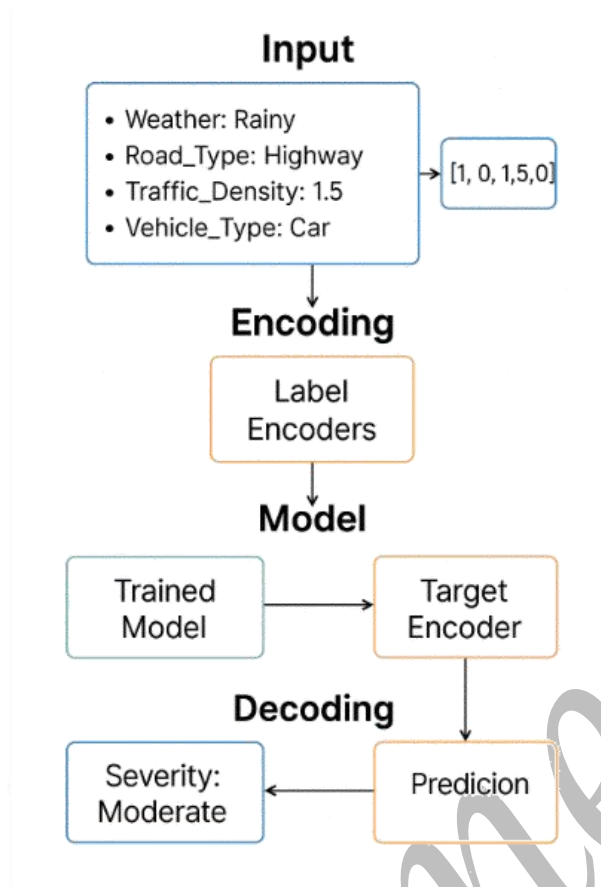 Input
• Weather: Rainy
• Road_Type: Highway
• Traffic_Density: 1.5
• Vehicle_Type: Car
[1, 0, 1,5,0]
Encoding
Label
Encoders
Model
Trained
Model
Target
Encoder
Decoding
Severity:
Moderate
Predicion